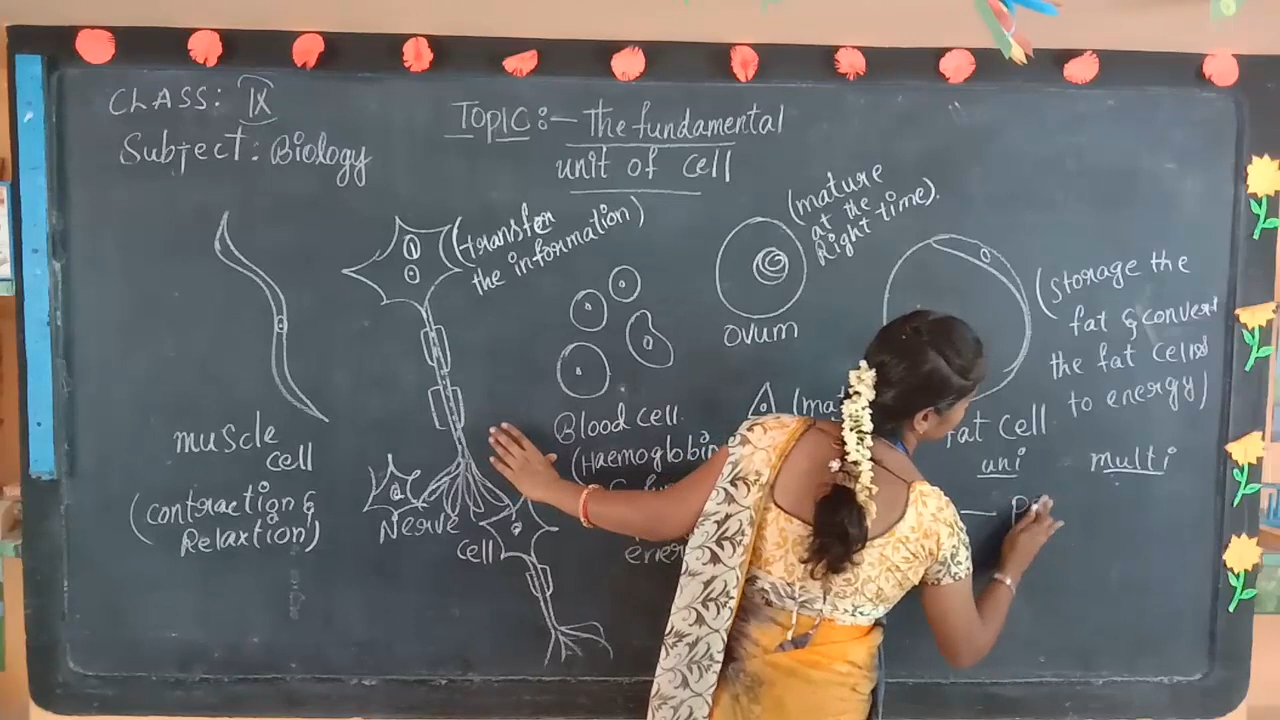 CLASS: IX
Subject: Biology
Topic:- The fundamental
unit of cell
muscle
cell
(contraction &
Relaxtion)
(transfer
the information)
Nerve
cell
Blood cell.
(Haemoglobin
(mature
at the
Right time).
ovum
(Storage the
fat & convert
the fat cells
to energy)
Fat cell
uni
multi